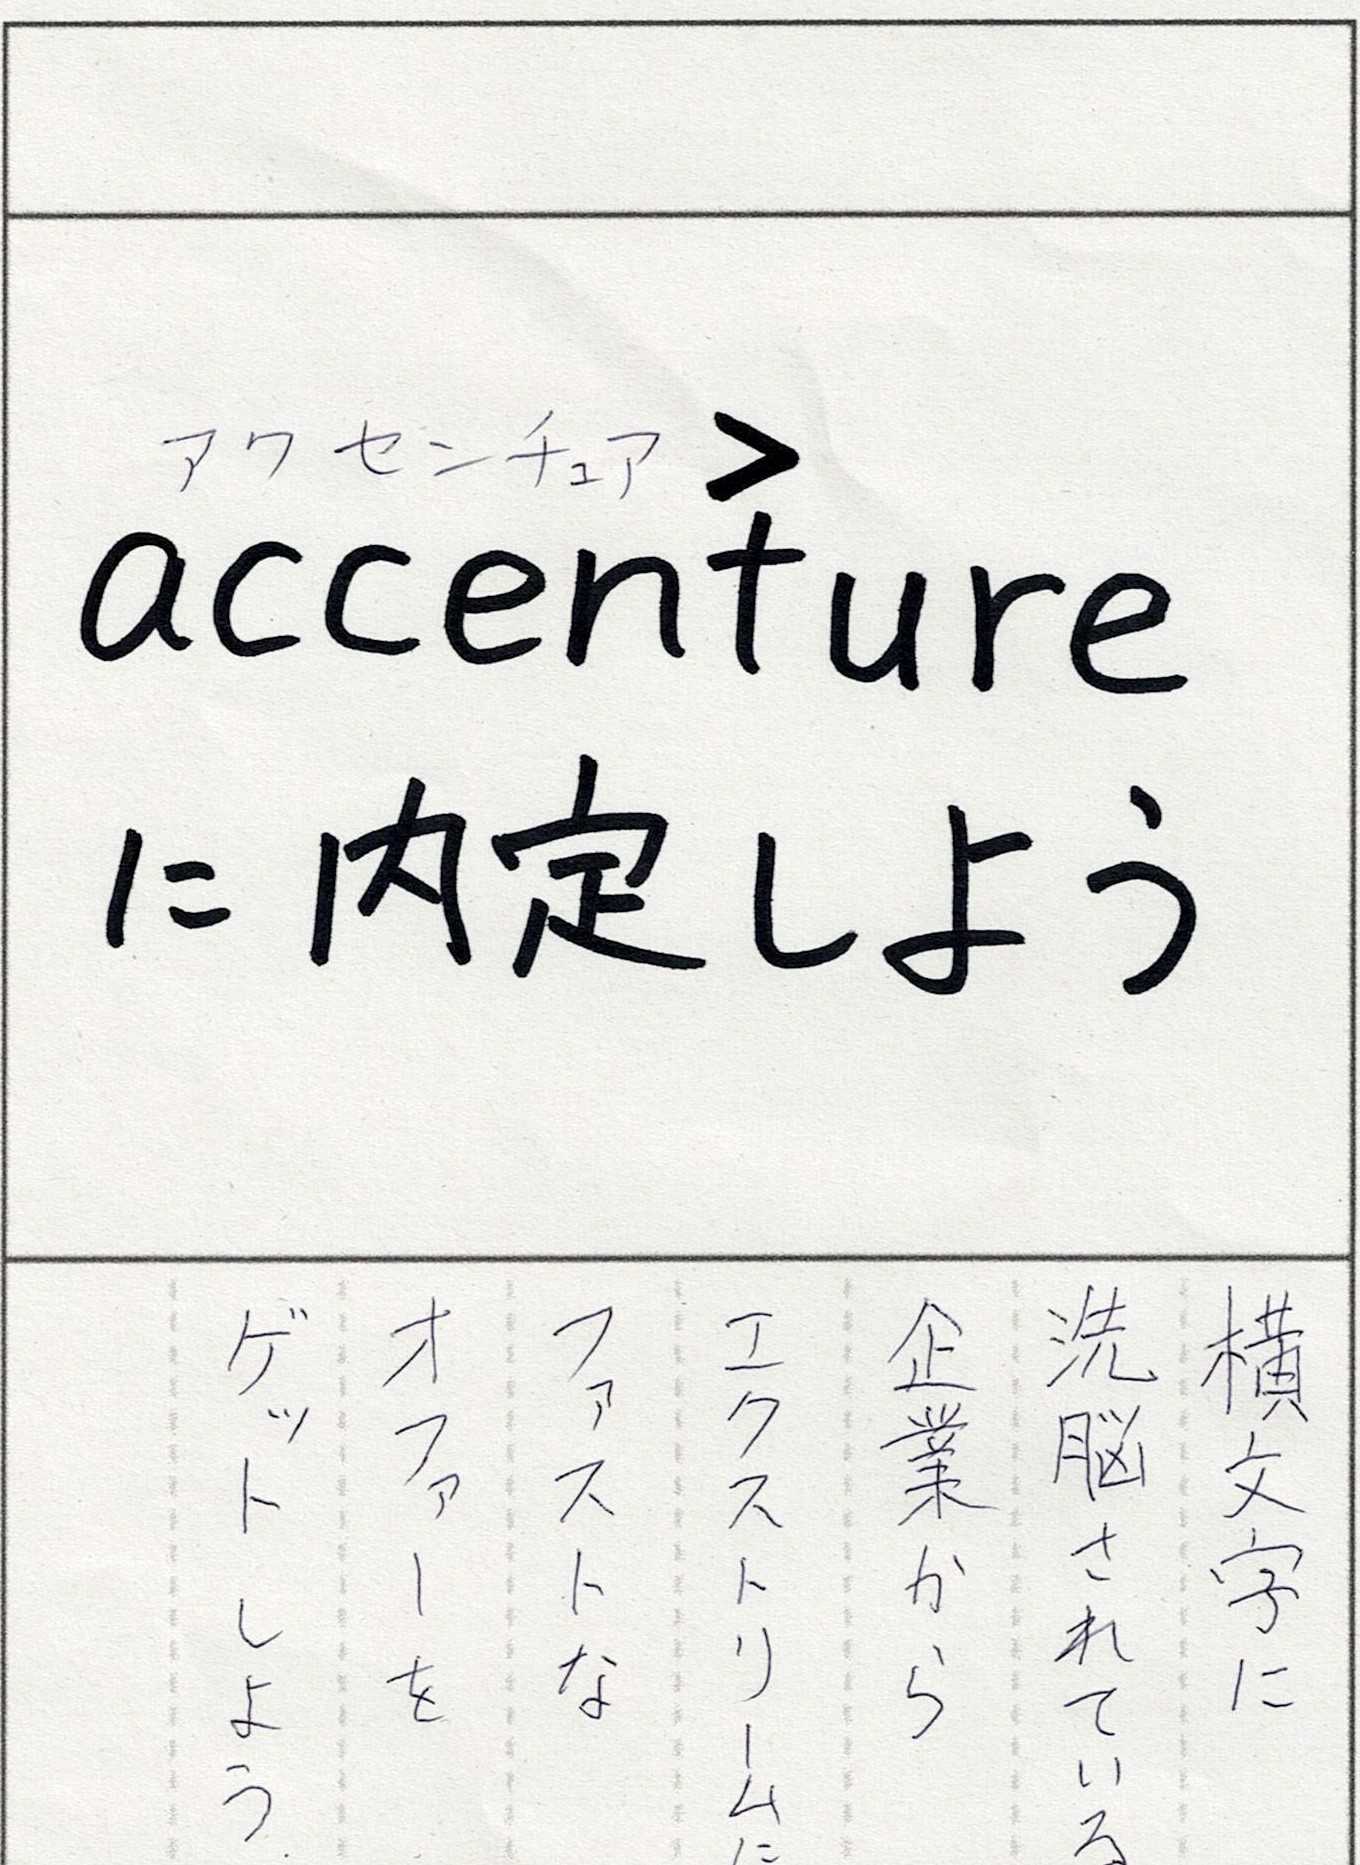 アクセンチュア
>
accenture
に内定しよう
横文字に
洗脳されている
企業から
エクストリームに
ファストな
オファーを
ゲットしよう.